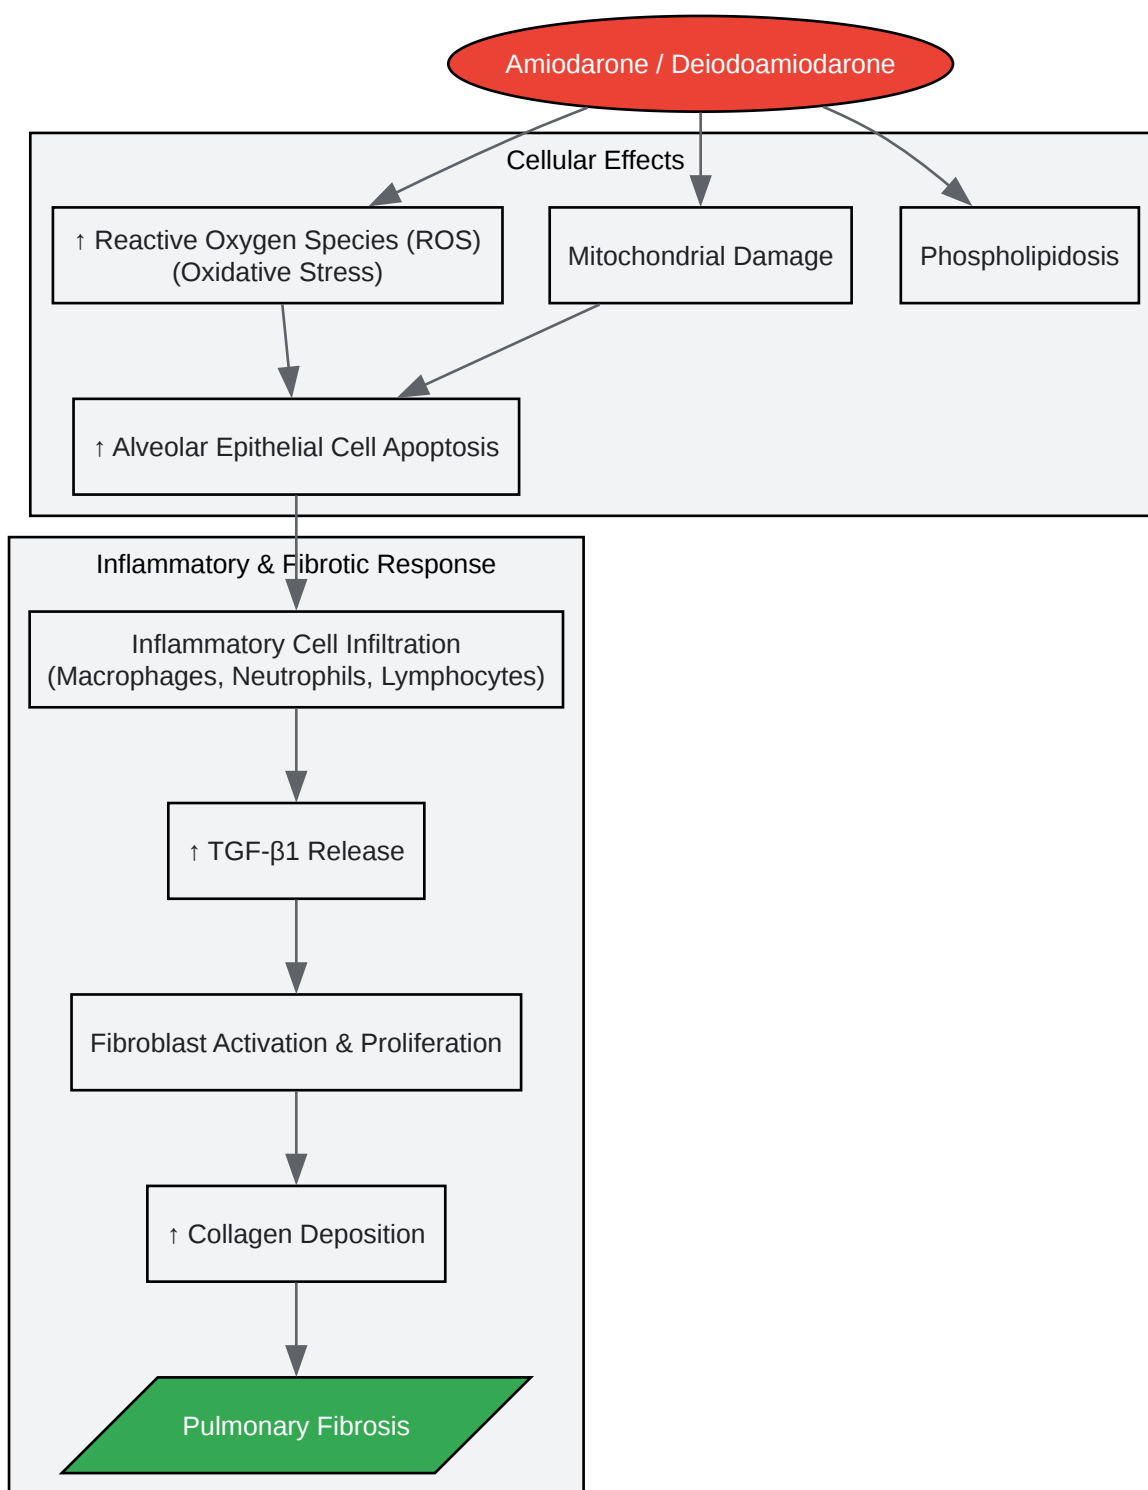 Amiodarone / Deiodoamiodarone
Cellular Effects
↑ Reactive Oxygen Species (ROS)
(Oxidative Stress)
Mitochondrial Damage
Phospholipidosis
↑ Alveolar Epithelial Cell Apoptosis
Inflammatory & Fibrotic Response
Inflammatory Cell Infiltration
(Macrophages, Neutrophils, Lymphocytes)
↑ TGF-β1 Release
Fibroblast Activation & Proliferation
↑ Collagen Deposition
Pulmonary Fibrosis